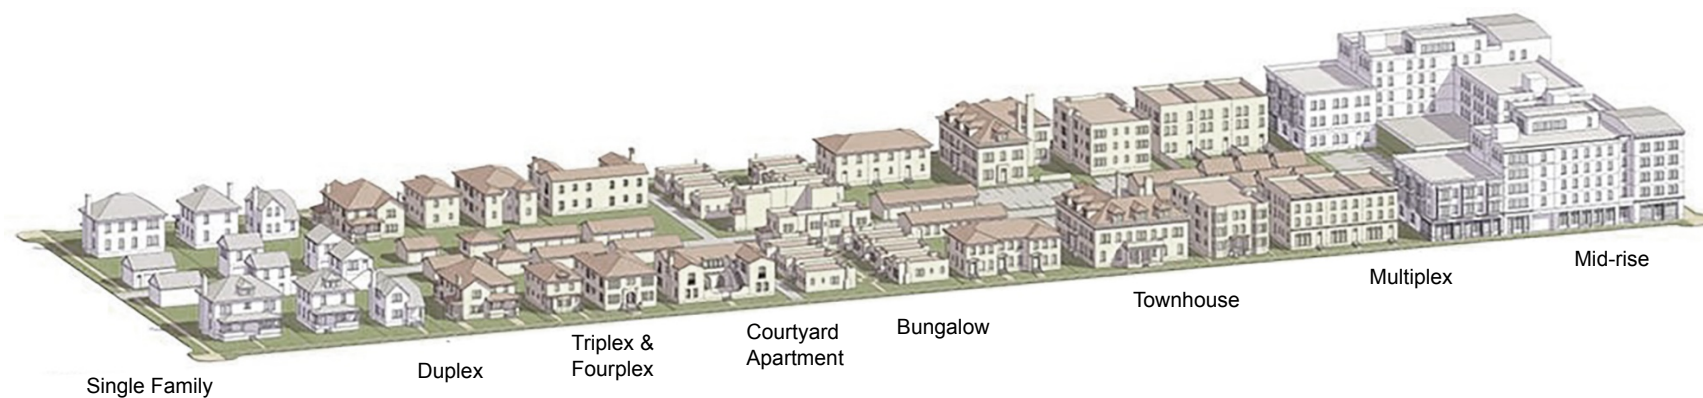 Single Family
Duplex
Triplex &
Fourplex
Courtyard
Apartment
Bungalow
Townhouse
Multiplex
Mid-rise